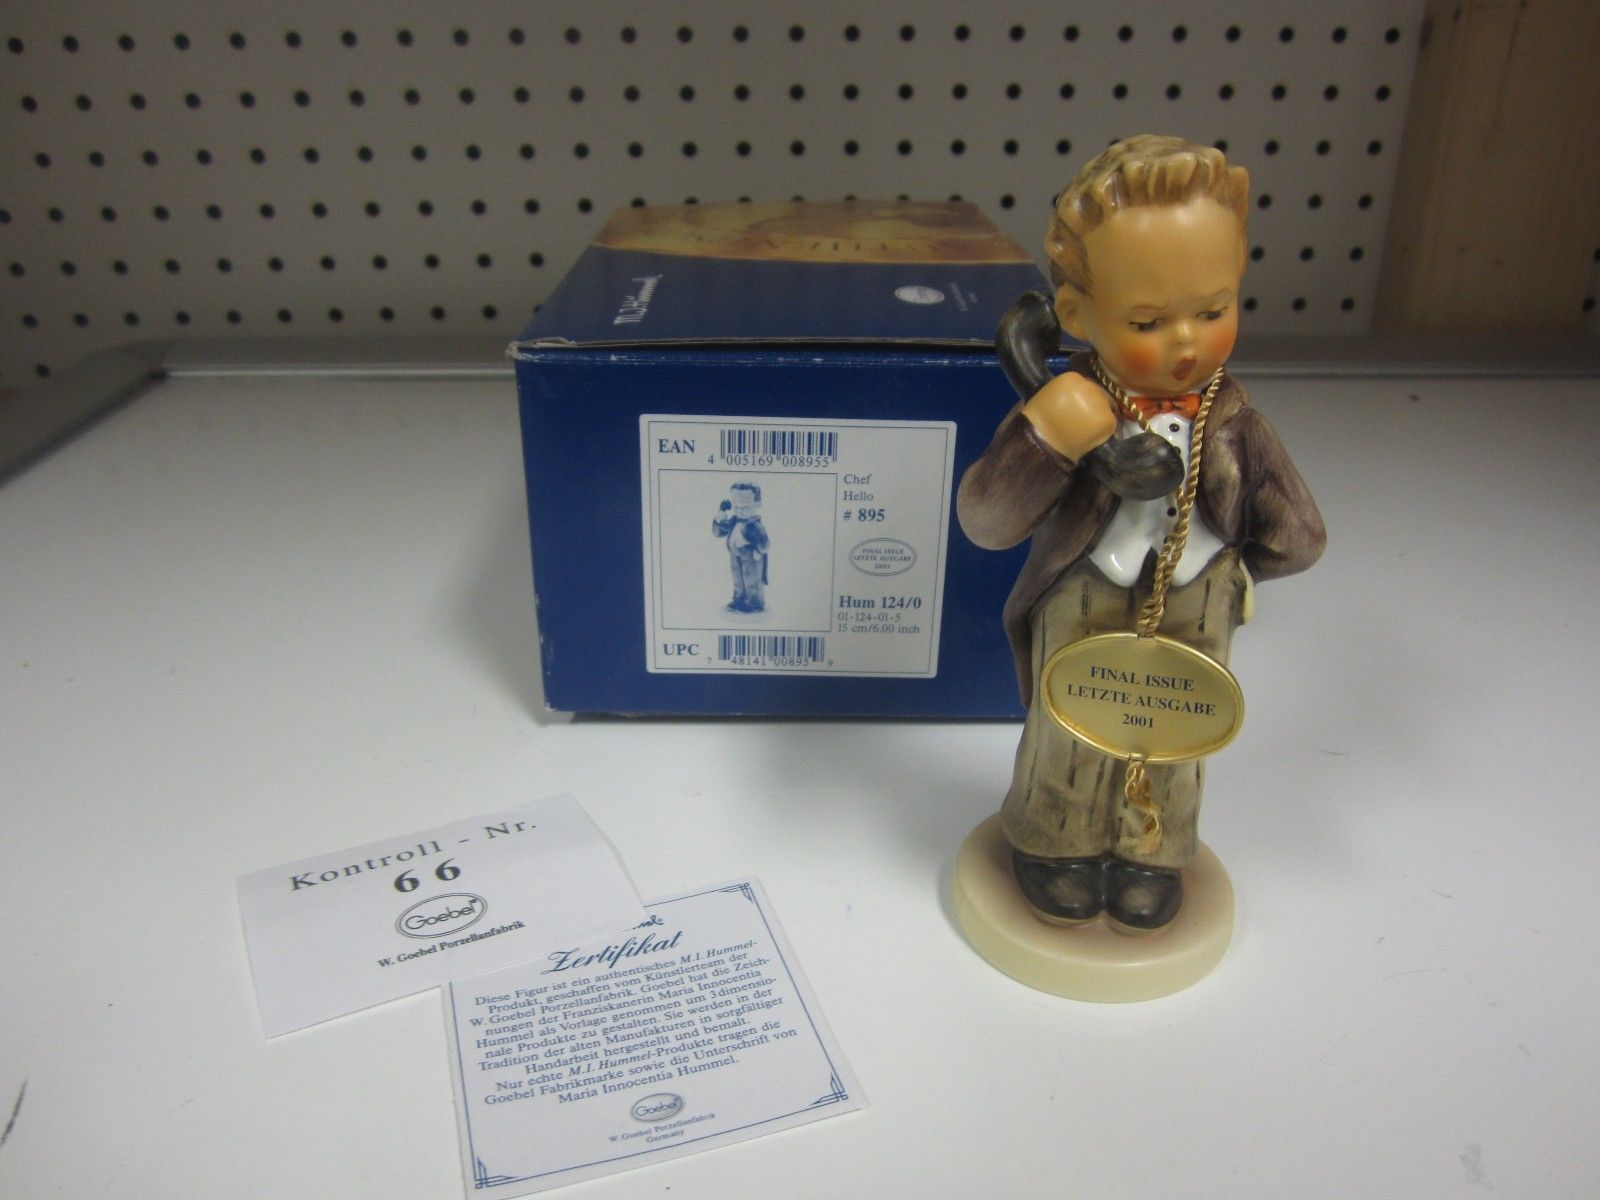 M.J.Hummel
EAN
4 005169 008955
Chef
Hello
# 895
FINAL ISSUE
LETZTE AUSGABE
2001
Hum 124/0
01-124-01-5
15 cm/6.00 inch
UPC
7 48141 00895 9
FINAL ISSUE
LETZTE AUSGABE
2001
Kontroll - Nr.
66
Goebel
W. Goebel Porzellanfabrik
Zertifikat
Diese Figur ist ein authentisches M.I. Hummel-
Produkt, geschaffen vom Künstlerteam der
W. Goebel Porzellanfabrik. Goebel hat die Zeich-
nungen der Franziskanerin Maria Innocentia
Hummel als Vorlage genommen um 3dimensio-
nale Produkte zu gestalten. Sie werden in der
Tradition der alten Manufakturen in sorgfältiger
Handarbeit hergestellt und bemalt.
Nur echte M.I. Hummel-Produkte tragen die
Goebel Fabrikmarke sowie die Unterschrift von
Maria Innocentia Hummel.
Goebel
W. Goebel Porzellanfabrik
Germany